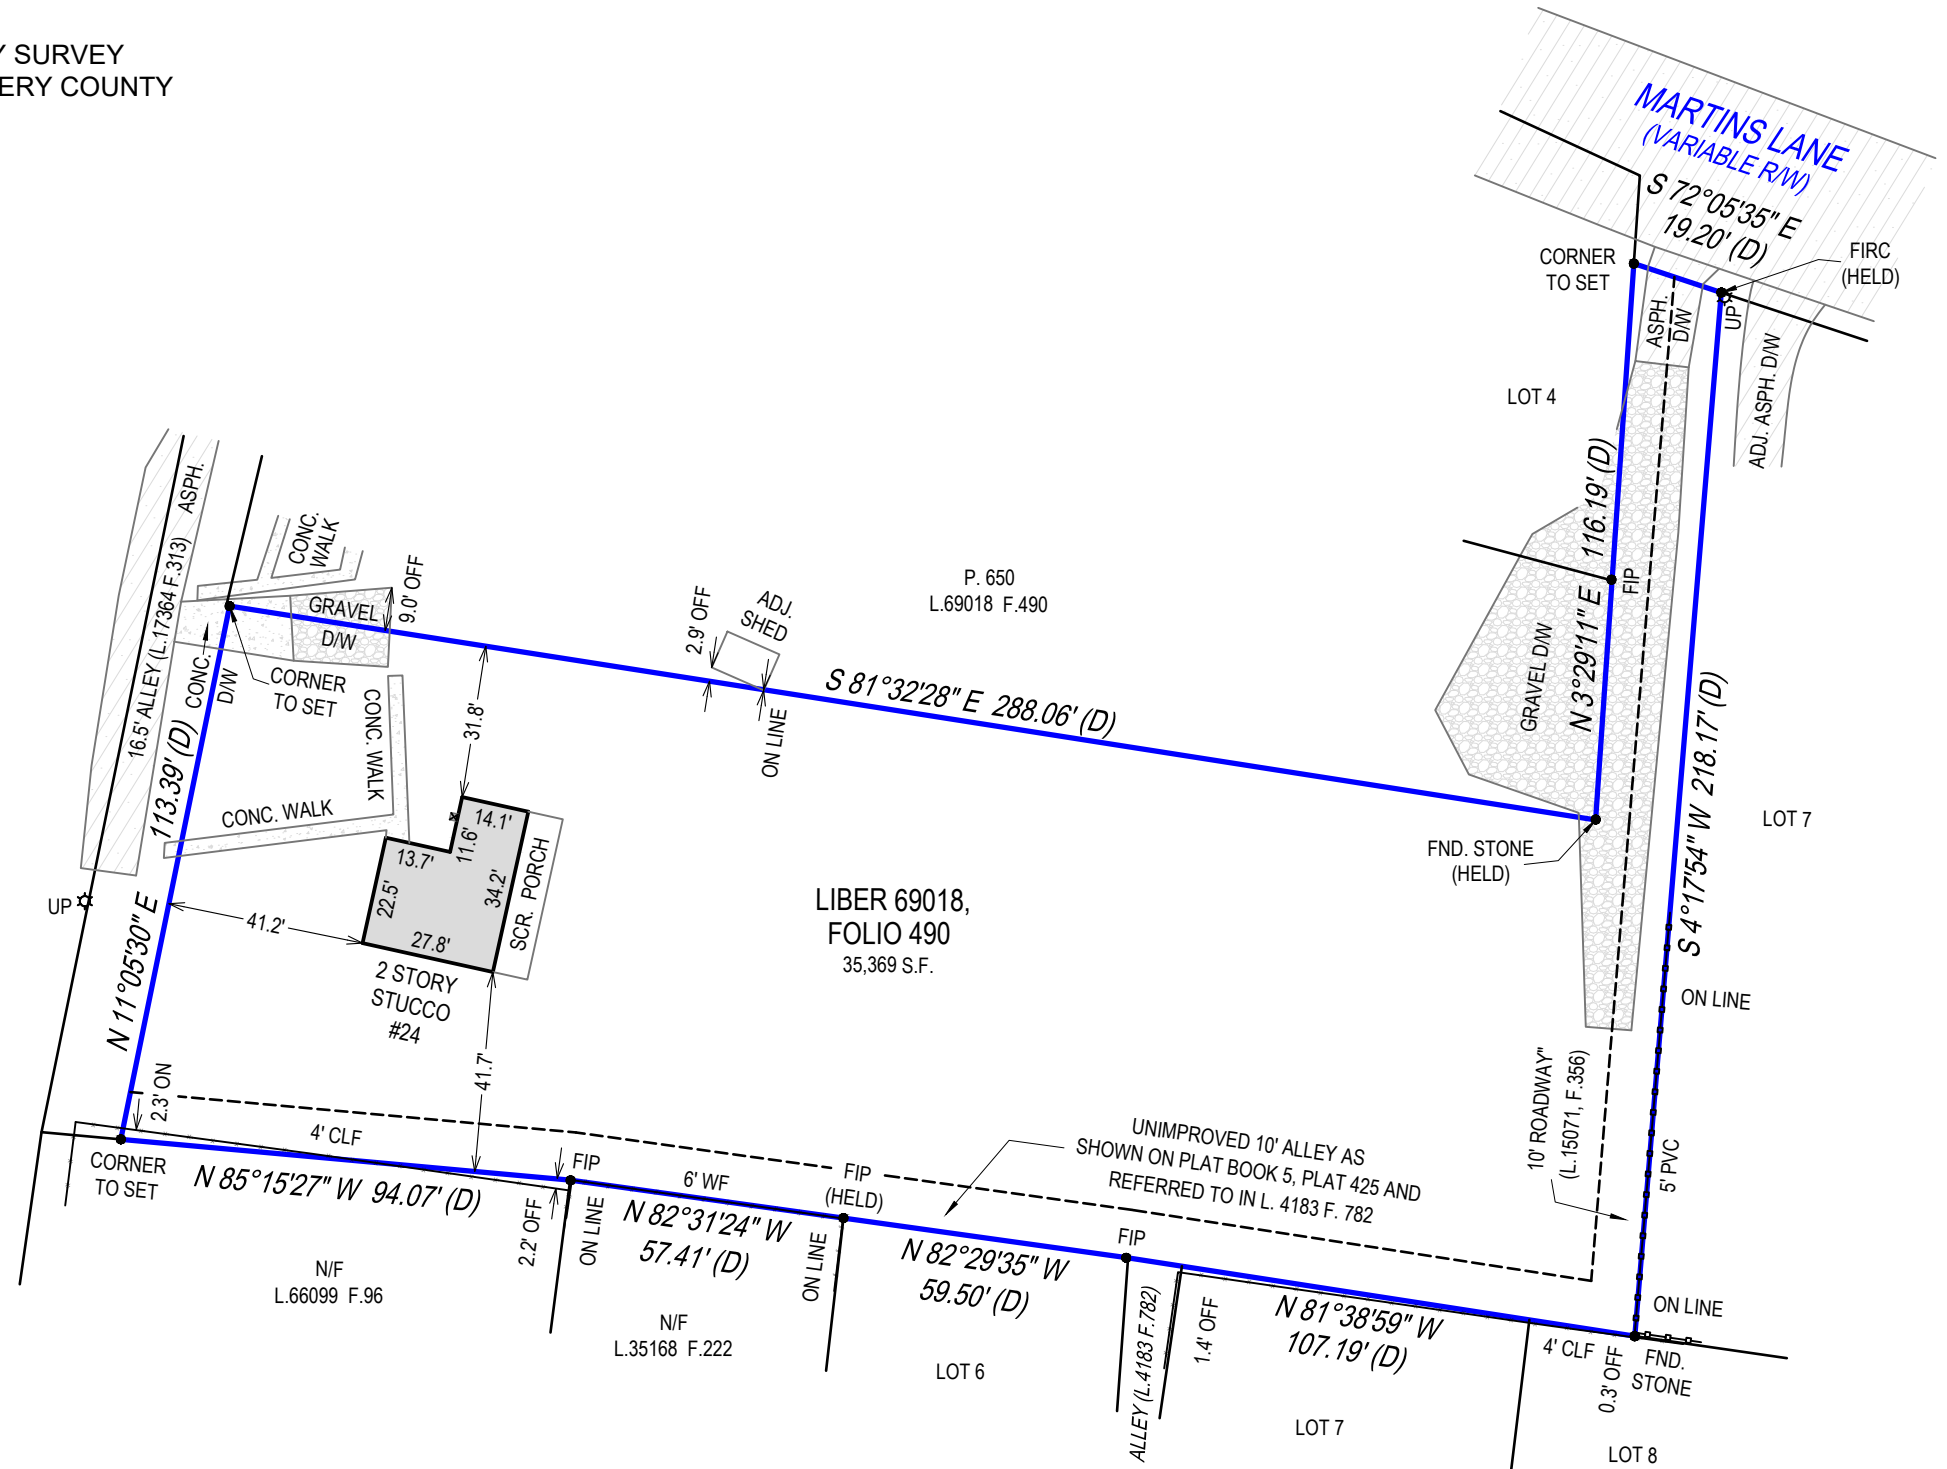 Y SURVEY
ERY COUNTY
MARTINS LANE
(VARIABLE R/W)
S 72°05'35" E
19.20' (D)
CORNER
TO SET
FIRC
(HELD)
ASPH.
D/W
UP
ADJ. ASPH. D/W
LOT 4
N 3°29'11" E 116.19' (D)
FIP
GRAVEL D/W
S 4°17'54" W 218.17' (D)
LOT 7
FND. STONE
(HELD)
P. 650
L.69018 F.490
ASPH.
16.5' ALLEY (L.17364 F.313)
CONC.
WALK
GRAVEL
D/W
9.0' OFF
CONC.
D/W
CORNER
TO SET
CONC. WALK
CONC. WALK
2.9' OFF
ADJ.
SHED
ON LINE
S 81°32'28" E 288.06' (D)
31.8'
113.39' (D)
N 11°05'30" E
UP
14.1'
11.6'
13.7'
22.5'
34.2'
27.8'
SCR. PORCH
41.2'
2 STORY
STUCCO
#24
41.7'
LIBER 69018,
FOLIO 490
35,369 S.F.
ON LINE
10' ROADWAY"
(L.15071, F.356)
5' PVC
2.3' ON
4' CLF
CORNER
TO SET
N 85°15'27" W 94.07' (D)
FIP
2.2' OFF
ON LINE
6' WF
N 82°31'24" W
57.41' (D)
FIP
(HELD)
ON LINE
UNIMPROVED 10' ALLEY AS
SHOWN ON PLAT BOOK 5, PLAT 425 AND
REFERRED TO IN L. 4183 F. 782
N 82°29'35" W
59.50' (D)
FIP
ALLEY (L.4183 F.782)
1.4' OFF
N 81°38'59" W
107.19' (D)
ON LINE
4' CLF
0.3' OFF
FND.
STONE
N/F
L.66099 F.96
N/F
L.35168 F.222
LOT 6
LOT 7
LOT 8